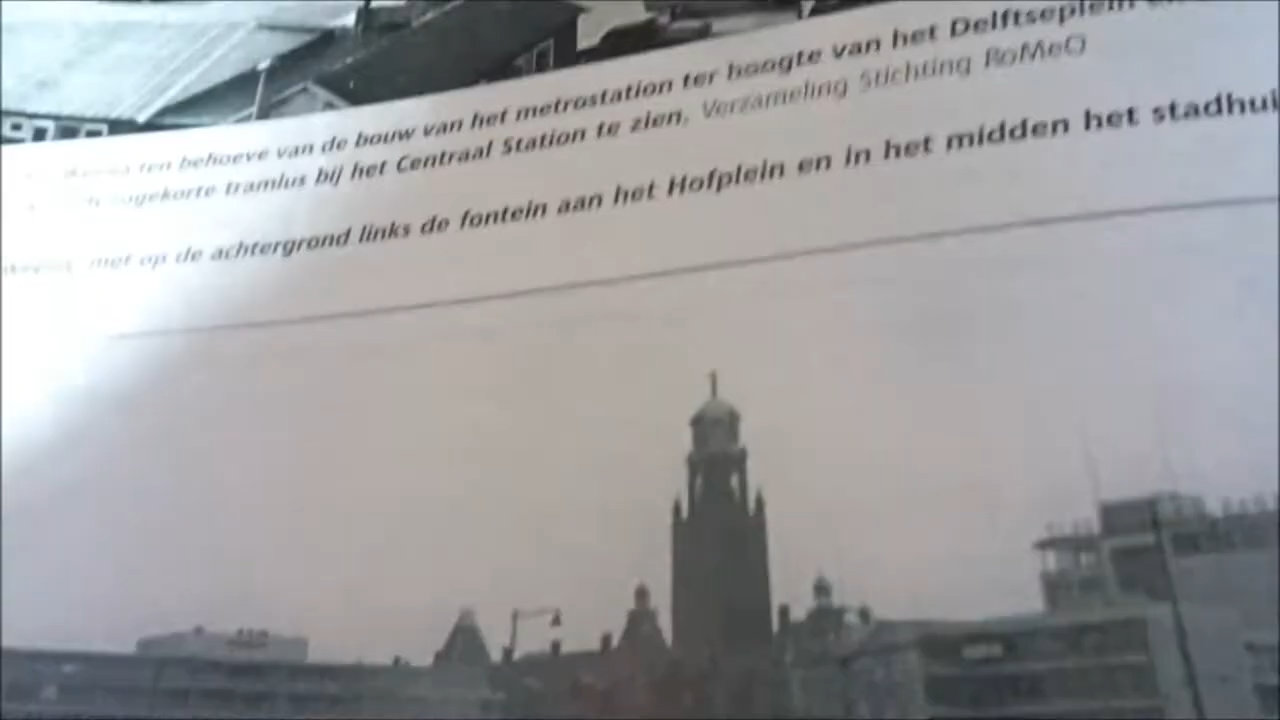 ten behoeve van de bouw van het metrostation ter hoogte van het Delftseplein
tramlus bij het Centraal Station te zien, Verzameling Stichting RoMeO
met op de achtergrond links de fontein aan het Hofplein en in het midden het stadhui